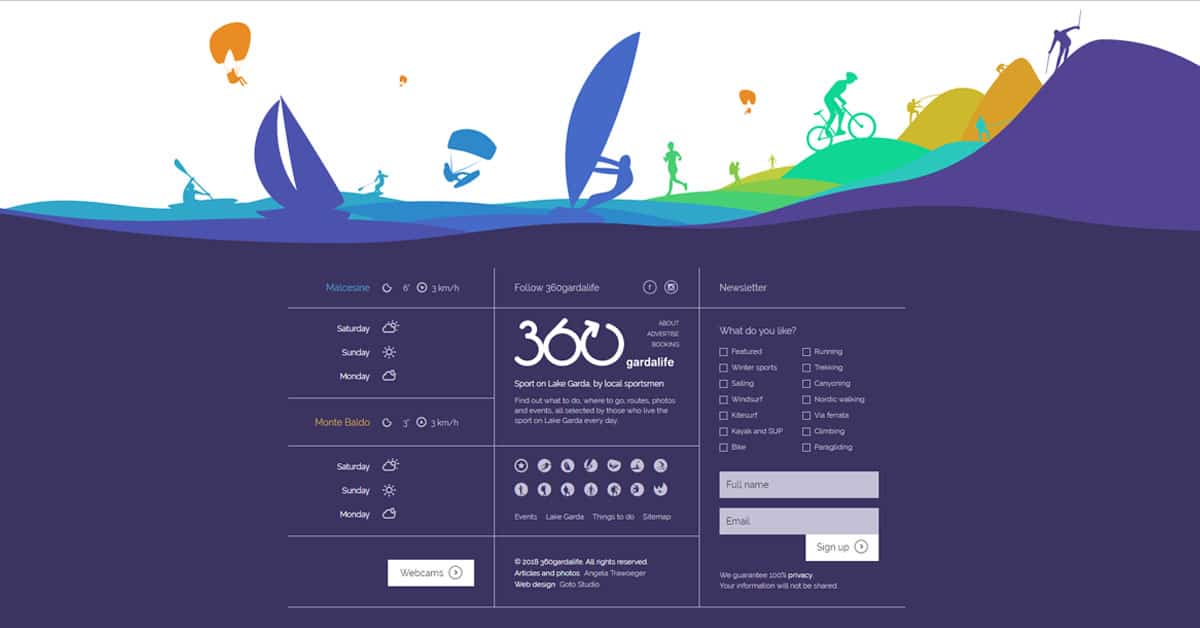 Malcesine 6° 3 km/h
Saturday
Sunday
Monday
Monte Baldo 3° 3 km/h
Saturday
Sunday
Monday
Webcams
Follow 360gardalife
ABOUT
ADVERTISE
BOOKING
360
gardalife
Sport on Lake Garda, by local sportsmen
Find out what to do, where to go, routes, photos
and events, all selected by those who live the
sport on Lake Garda every day.
Events Lake Garda Things to do Sitemap
© 2018 360gardalife. All rights reserved.
Articles and photos Angela Trawoeger
Web design Goto Studio
Newsletter
What do you like?
Featured
Winter sports
Sailing
Windsurf
Kitesurf
Kayak and SUP
Bike
Running
Trekking
Canyoning
Nordic walking
Via ferrata
Climbing
Paragliding
Full name
Email
Sign up
We guarantee 100% privacy.
Your information will not be shared.